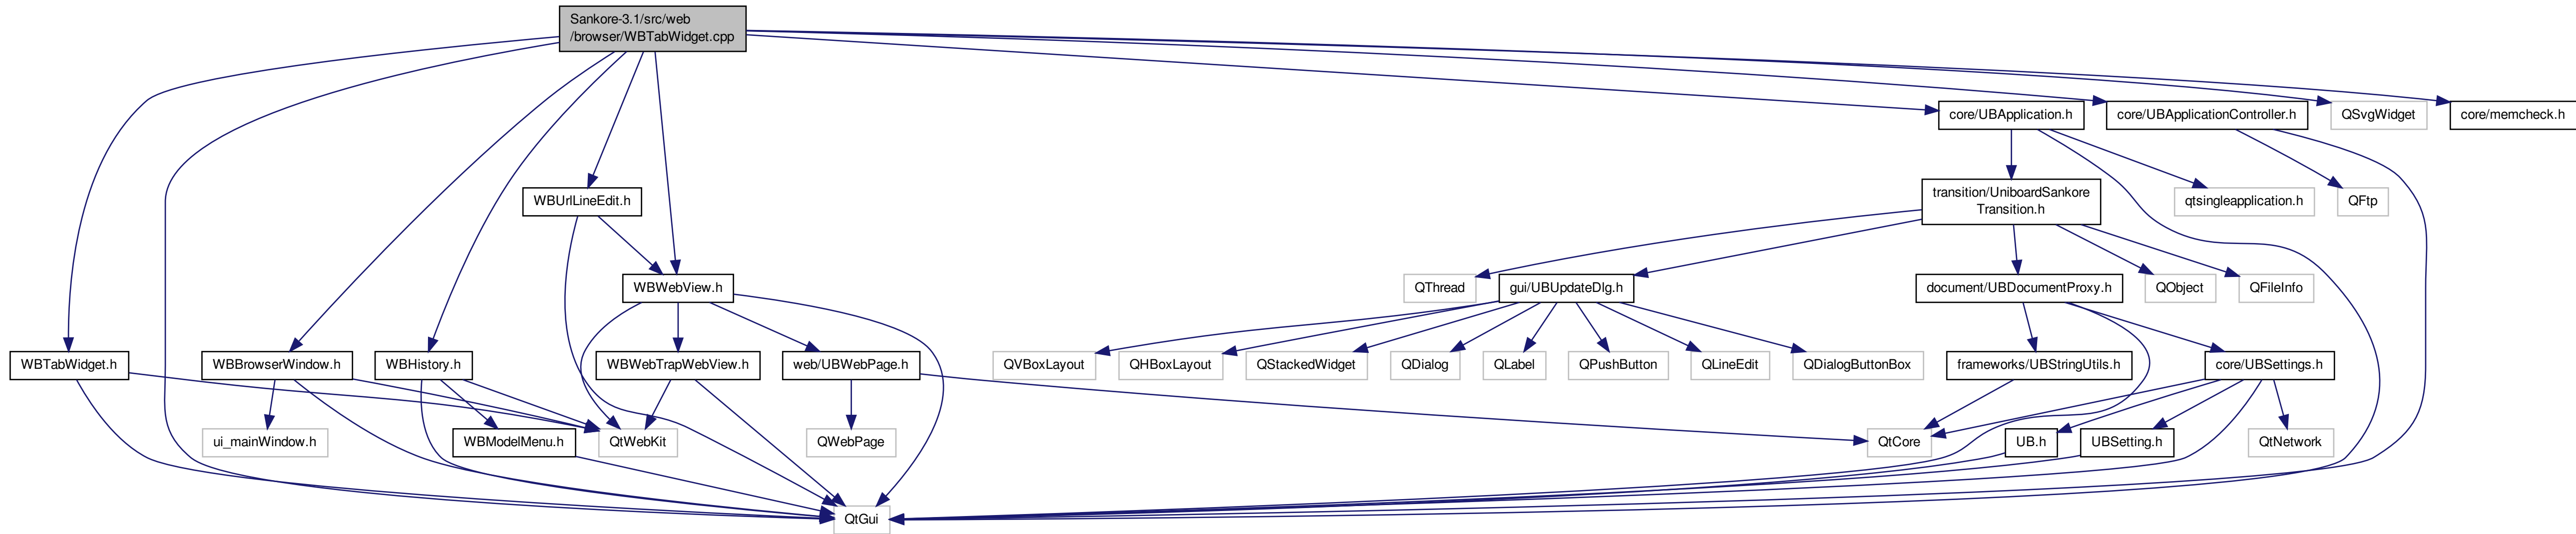 Sankore-3.1/src/web
/browser/WBTabWidget.cpp
core/UBApplication.h
core/UBApplicationController.h
QSvgWidget
core/memcheck.h
WBUrlLineEdit.h
transition/UniboardSankore
Transition.h
qtsingleapplication.h
QFtp
WBWebView.h
QThread
gui/UBUpdateDlg.h
document/UBDocumentProxy.h
QObject
QFileInfo
WBTabWidget.h
WBBrowserWindow.h
WBHistory.h
WBWebTrapWebView.h
web/UBWebPage.h
QVBoxLayout
QHBoxLayout
QStackedWidget
QDialog
QLabel
QPushButton
QLineEdit
QDialogButtonBox
frameworks/UBStringUtils.h
core/UBSettings.h
ui_mainWindow.h
WBModelMenu.h
QtWebKit
QWebPage
QtCore
UB.h
UBSetting.h
QtNetwork
QtGui